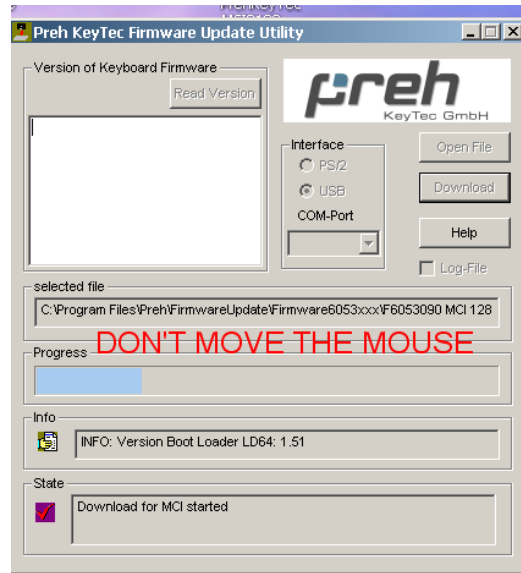 Preh KeyTec Firmware Update Utility
Version of Keyboard Firmware
Read Version
preh
KeyTec GmbH
Interface
PS/2
USB
COM-Port
Open File
Download
Help
Log-File
selected file
C:\Program Files\Preh\FirmwareUpdate\Firmware6053xxx\F6053090 MCI 128
DON'T MOVE THE MOUSE
Progress
Info
INFO: Version Boot Loader LD64: 1.51
State
Download for MCI started